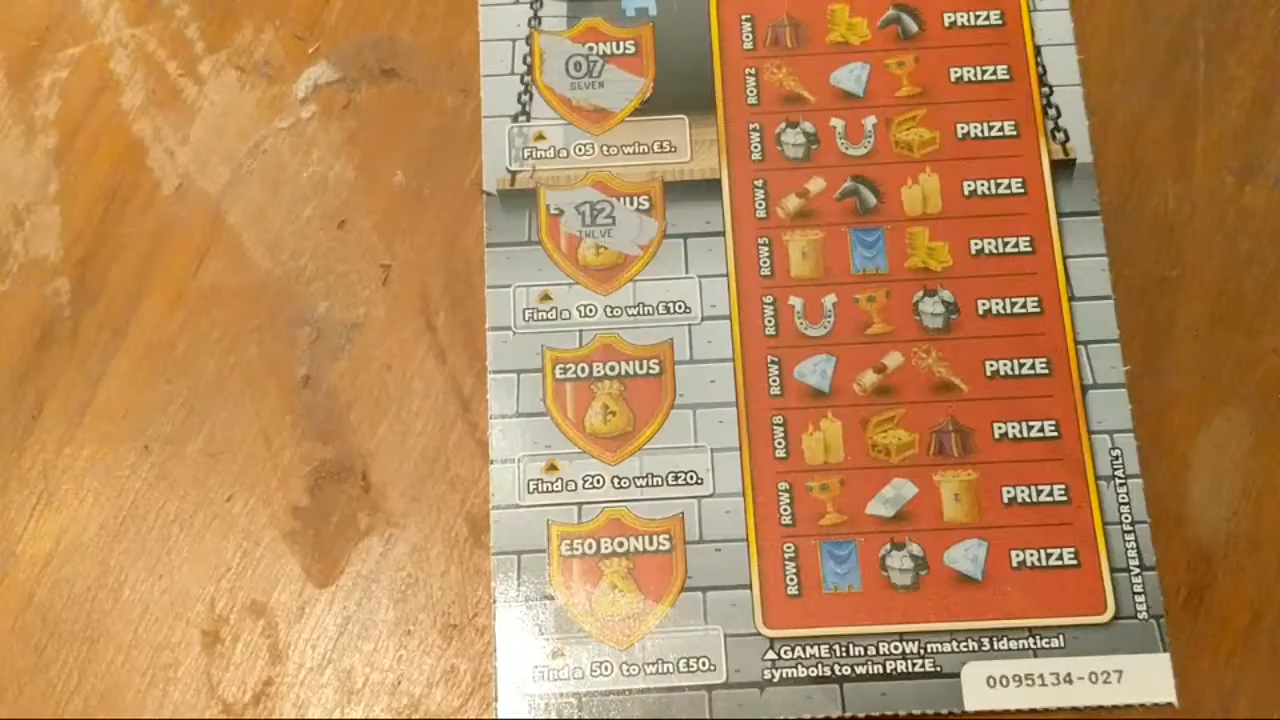 BONUS
07
SEVEN
Find a 05 to win £5.
12
TWLVE
Find a 10 to win £10.
£20 BONUS
Find a 20 to win £20.
£50 BONUS
Find a 50 to win £50.
ROW1 PRIZE
ROW2 PRIZE
ROW3 PRIZE
ROW4 PRIZE
ROW5 PRIZE
ROW6 PRIZE
ROW7 PRIZE
ROW8 PRIZE
ROW9 PRIZE
ROW10 PRIZE
▲GAME 1: In a ROW, match 3 identical
symbols to win PRIZE.
0095134-027
SEE REVERSE FOR DETAILS